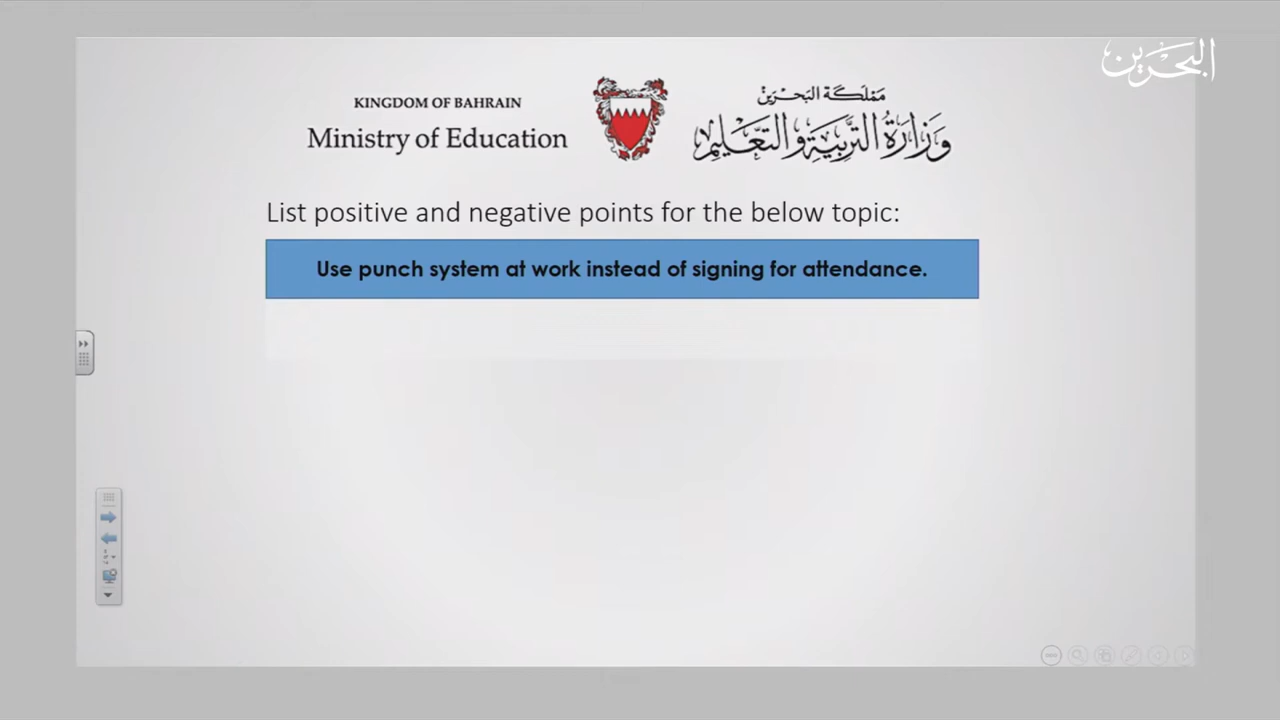 البحرين
KINGDOM OF BAHRAIN
Ministry of Education
مملكة البحرين
وزارة التربية والتعليم
List positive and negative points for the below topic:
Use punch system at work instead of signing for attendance.